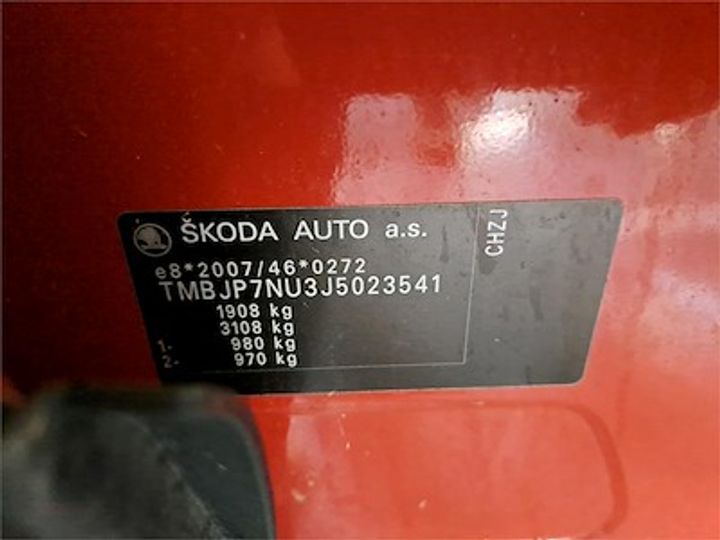 ŠKODA AUTO a.s.
CHZJ
e8*2007/46*0272
TMBJP7NU3J5023541
1908 kg
3108 kg
1. 980 kg
2. 970 kg